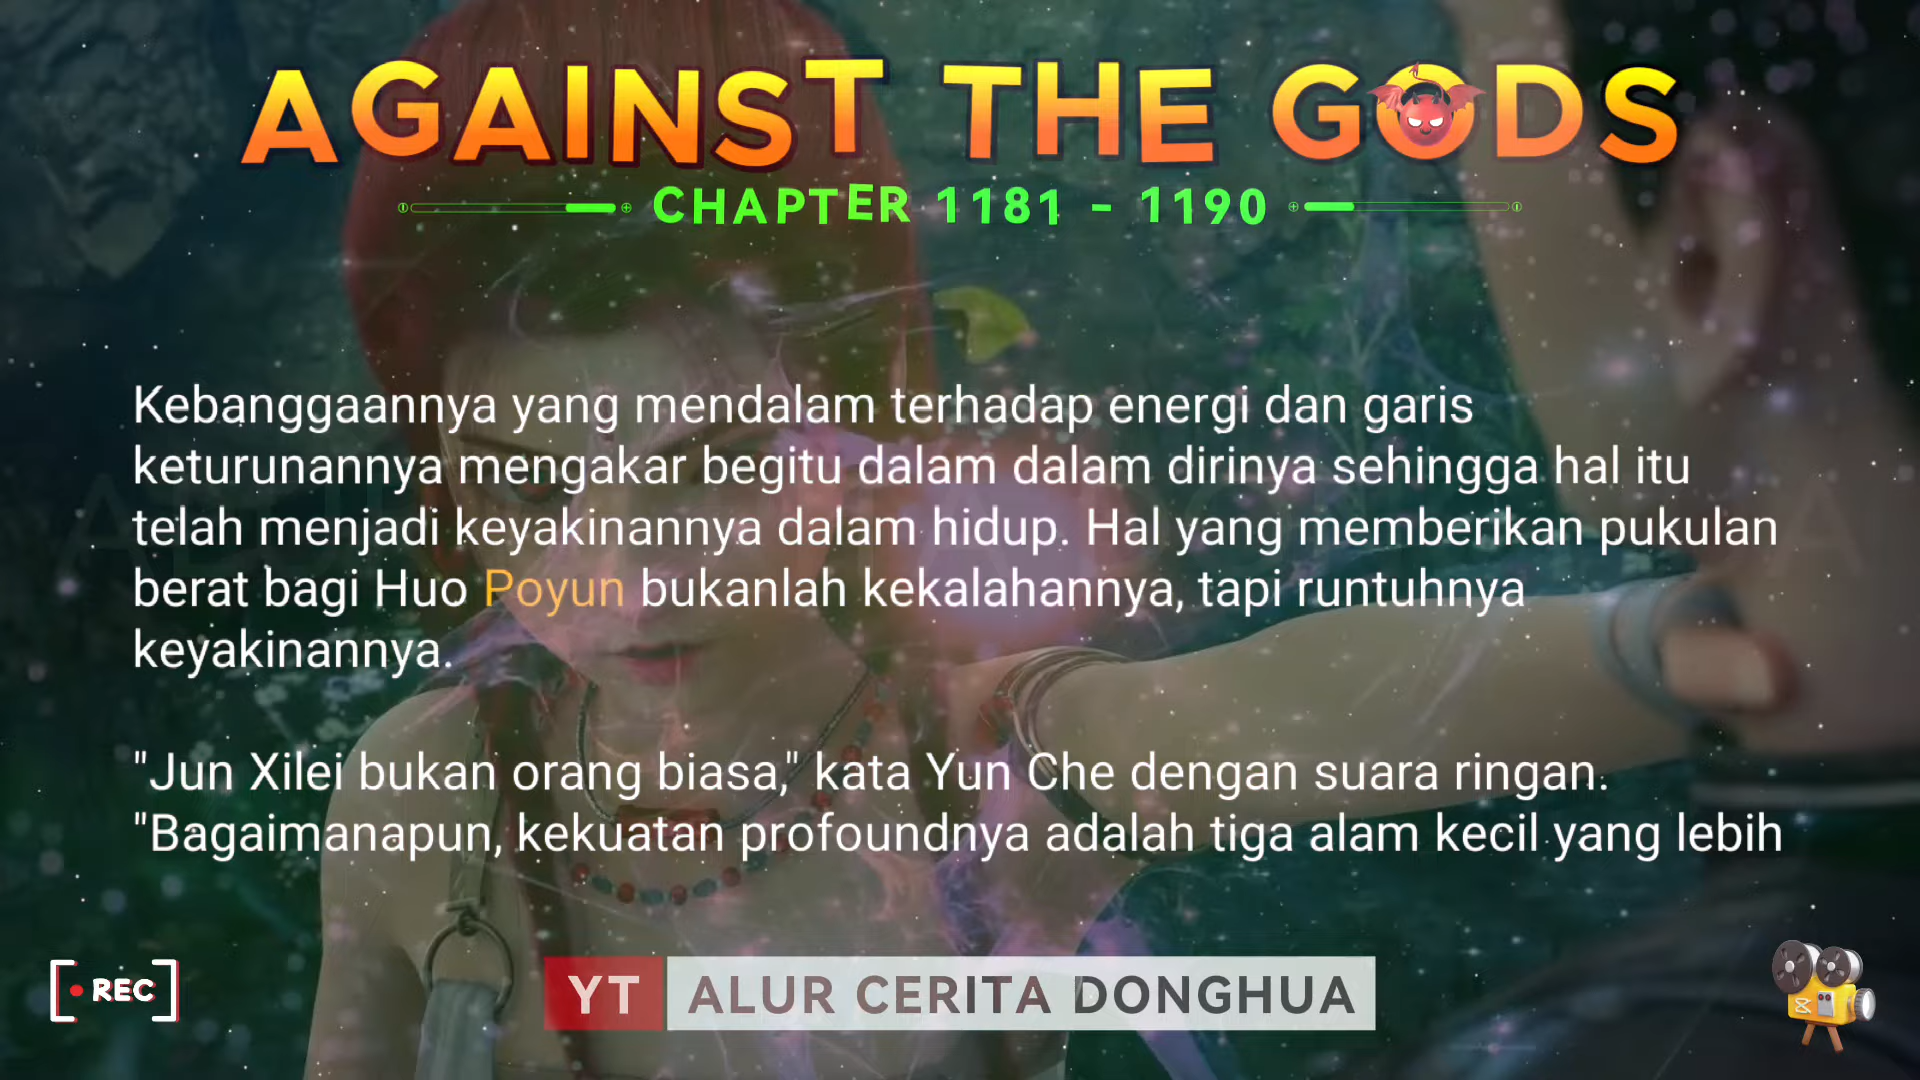 AGAINST THE GODS
CHAPTER 1181 - 1190
Kebanggaannya yang mendalam terhadap energi dan garis
keturunannya mengakar begitu dalam dalam dirinya sehingga hal itu
telah menjadi keyakinannya dalam hidup. Hal yang memberikan pukulan
berat bagi Huo Poyun bukanlah kekalahannya, tapi runtuhnya
keyakinannya.
"Jun Xilei bukan orang biasa," kata Yun Che dengan suara ringan.
"Bagaimanapun, kekuatan profoundnya adalah tiga alam kecil yang lebih
REC
YT ALUR CERITA DONGHUA